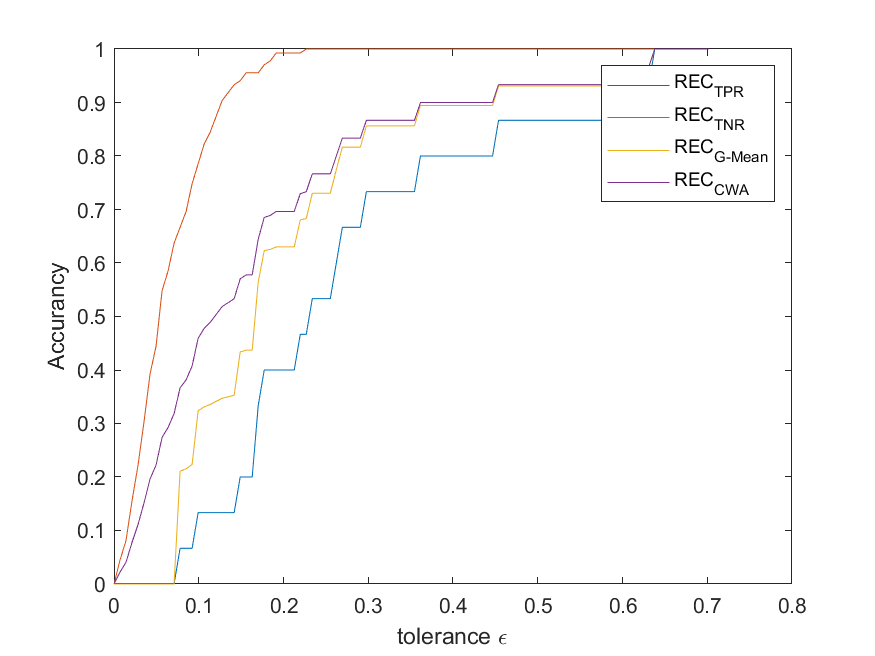 1
0.9
0.8
0.7
0.6
0.5
0.4
0.3
0.2
0.1
0
Accurancy
0 0.1 0.2 0.3 0.4 0.5 0.6 0.7 0.8
tolerance ϵ
REC_TPR
REC_TNR
REC_G-Mean
REC_CWA